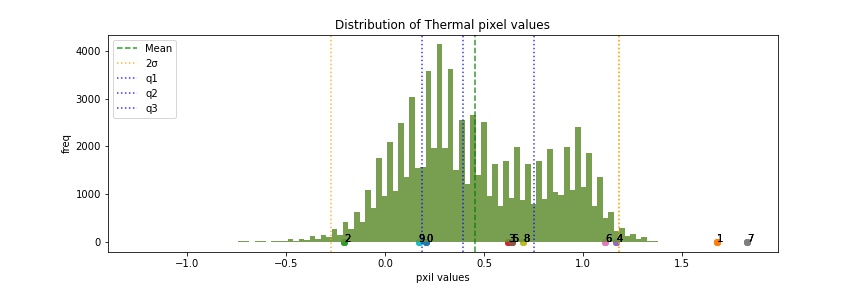 Distribution of Thermal pixel values
freq
4000
3000
2000
1000
0
Mean
2σ
q1
q2
q3
2 9 0 3 5 8 6 4 1 7
−1.0 −0.5 0.0 0.5 1.0 1.5
pxil values